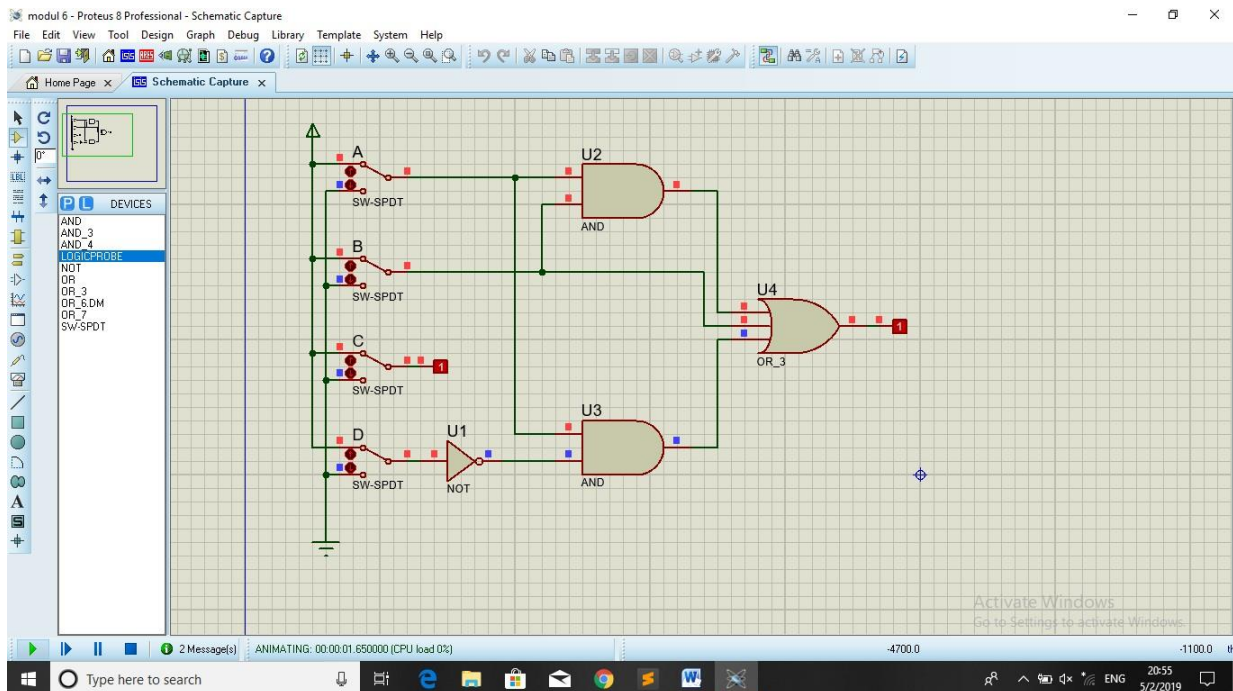 modul 6 - Proteus 8 Professional - Schematic Capture
File Edit View Tool Design Graph Debug Library Template System Help
Home Page Schematic Capture
0°
LBL
P L DEVICES
AND
AND_3
AND_4
LOGICPROBE
NOT
OR
OR_3
OR_6.DM
OR_7
SW-SPDT
A
SW-SPDT
B
SW-SPDT
C
1
SW-SPDT
D
SW-SPDT
U1
NOT
U2
AND
U3
AND
U4
OR_3
1
Activate Windows
Go to Settings to activate Windows.
2 Message(s) ANIMATING: 00:00:01.650000 (CPU load 0%) -4700.0 -1100.0 th
Type here to search
ENG
20:55
5/2/2019